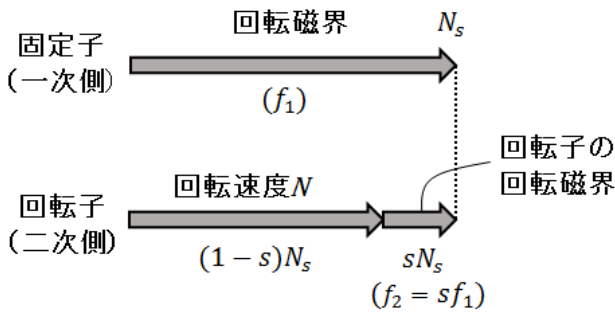 回転磁界
N_s
固定子
(一次側)
(f_1)
回転子の
回転磁界
回転速度N
回転子
(二次側)
(1 − s)N_s
sN_s
(f_2 = sf_1)